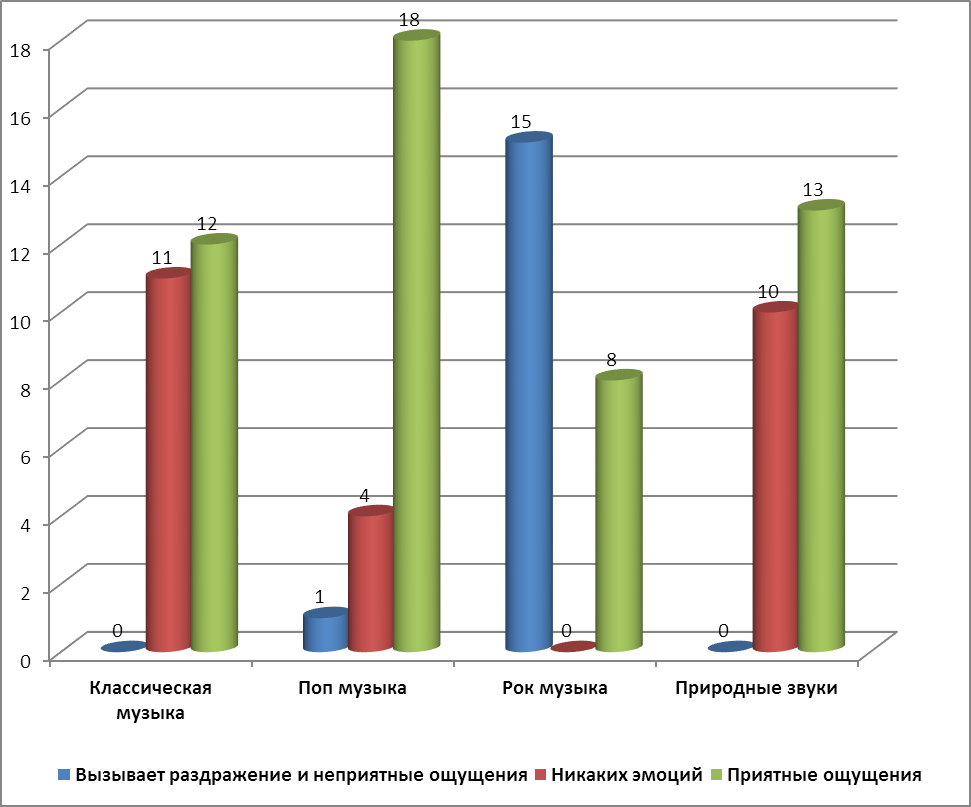 18
16
14
12
10
8
6
4
2
0
0
11
12
1
4
18
15
0
8
0
10
13
Классическая
музыка
Поп музыка
Рок музыка
Природные звуки
Вызывает раздражение и неприятные ощущения
Никаких эмоций
Приятные ощущения